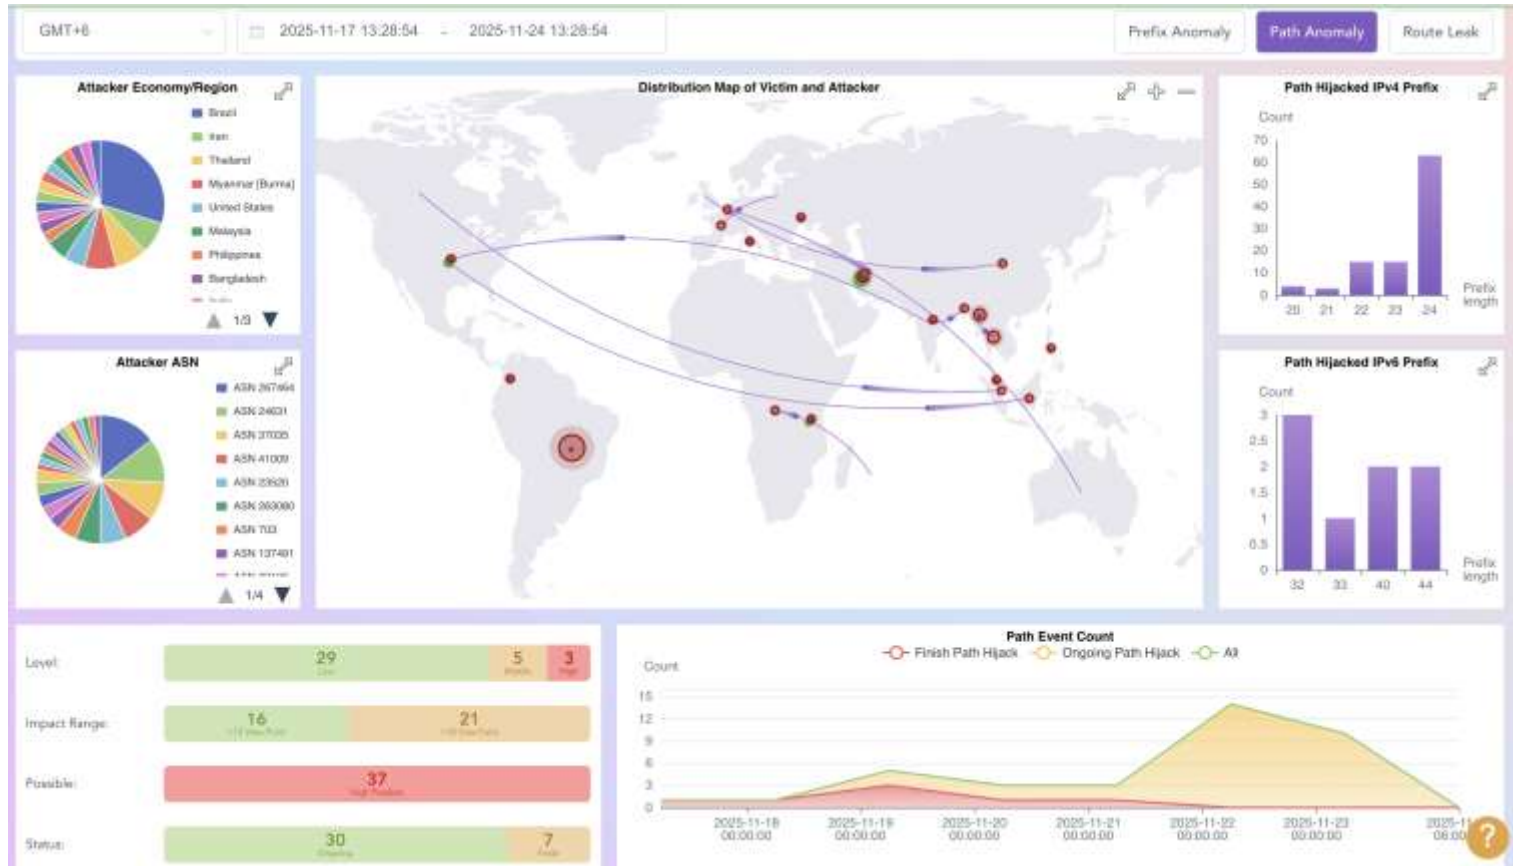 GMT+6
2025-11-17 13:28:54 - 2025-11-24 13:28:54
Prefix Anomaly
Path Anomaly
Route Leak
Attacker Economy/Region
Brazil
Iran
Thailand
Myanmar [Burma]
United States
Malaysia
Philippines
Bangladesh
1/3
Distribution Map of Victim and Attacker
Path Hijacked IPv4 Prefix
Count
70
60
50
40
30
20
10
0
20 21 22 23 24
Prefix
length
Attacker ASN
ASN 267464
ASN 24631
ASN 37035
ASN 41009
ASN 23520
ASN 263080
ASN 703
ASN 137491
1/4
Path Hijacked IPv6 Prefix
Count
3
2.5
2
1.5
1
0.5
0
32 33 40 44
Prefix
length
Level:
29
Low
5
Middle
3
High
Impact Range:
16
21
Possible:
37
Status:
30
Ongoing
7
Finish
Path Event Count
Finish Path Hijack
Ongoing Path Hijack
All
Count
15
12
9
6
3
0
2025-11-18
00:00:00
2025-11-19
00:00:00
2025-11-20
00:00:00
2025-11-21
00:00:00
2025-11-22
00:00:00
2025-11-23
00:00:00
?